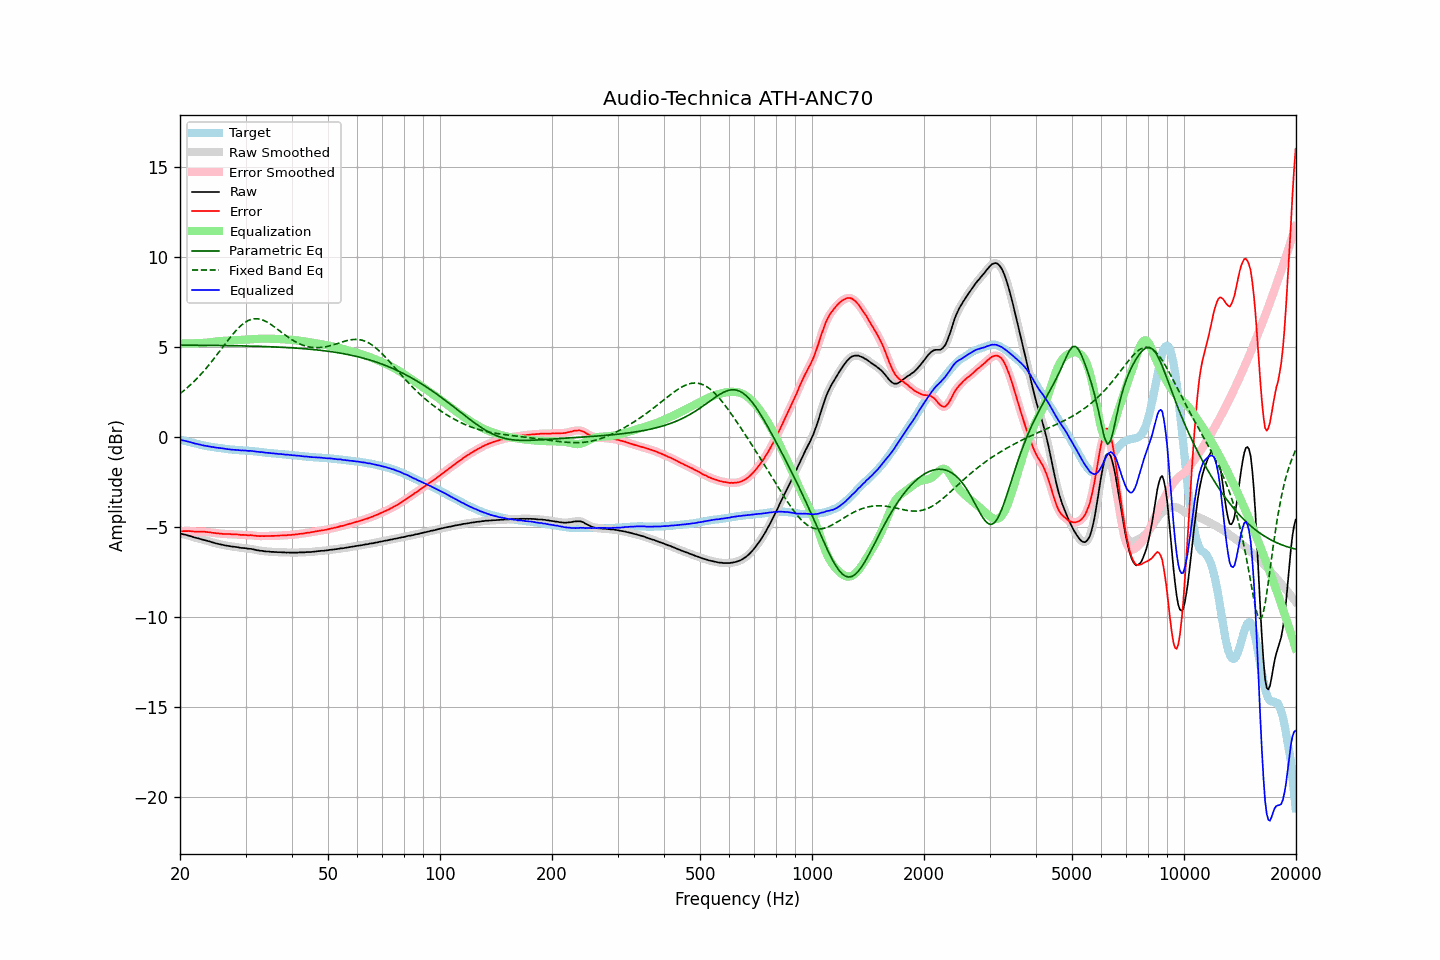 Audio-Technica ATH-ANC70
Target
Raw Smoothed
Error Smoothed
Raw
Error
Equalization
Parametric Eq
Fixed Band Eq
Equalized
Amplitude (dBr)
15
10
5
0
−5
−10
−15
−20
20 50 100 200 500 1000 2000 5000 10000 20000
Frequency (Hz)